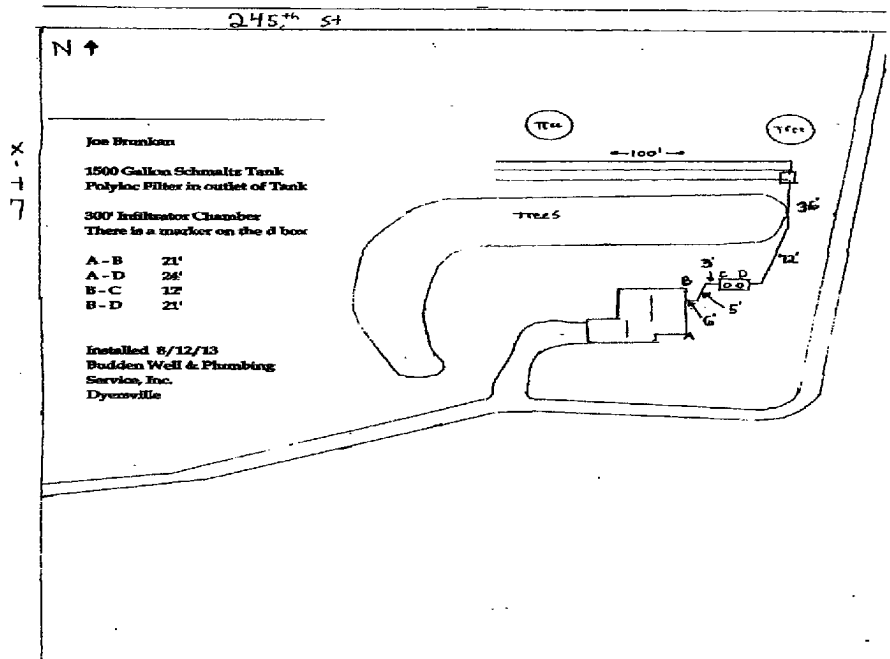 245th St
N
Tree
Tree
100'
Joe Brunkan
1500 Gallon Schmaltz Tank
Polyloc Filter in outlet of Tank
300' Infiltrator Chamber
There is a marker on the d box
A - B 21'
A - D 24'
B - C 12'
B - D 21'
Installed 8/12/13
Budden Well & Plumbing
Service, Inc.
Dyersville
Trees
36'
72'
3'
C D
B
5'
6'
A